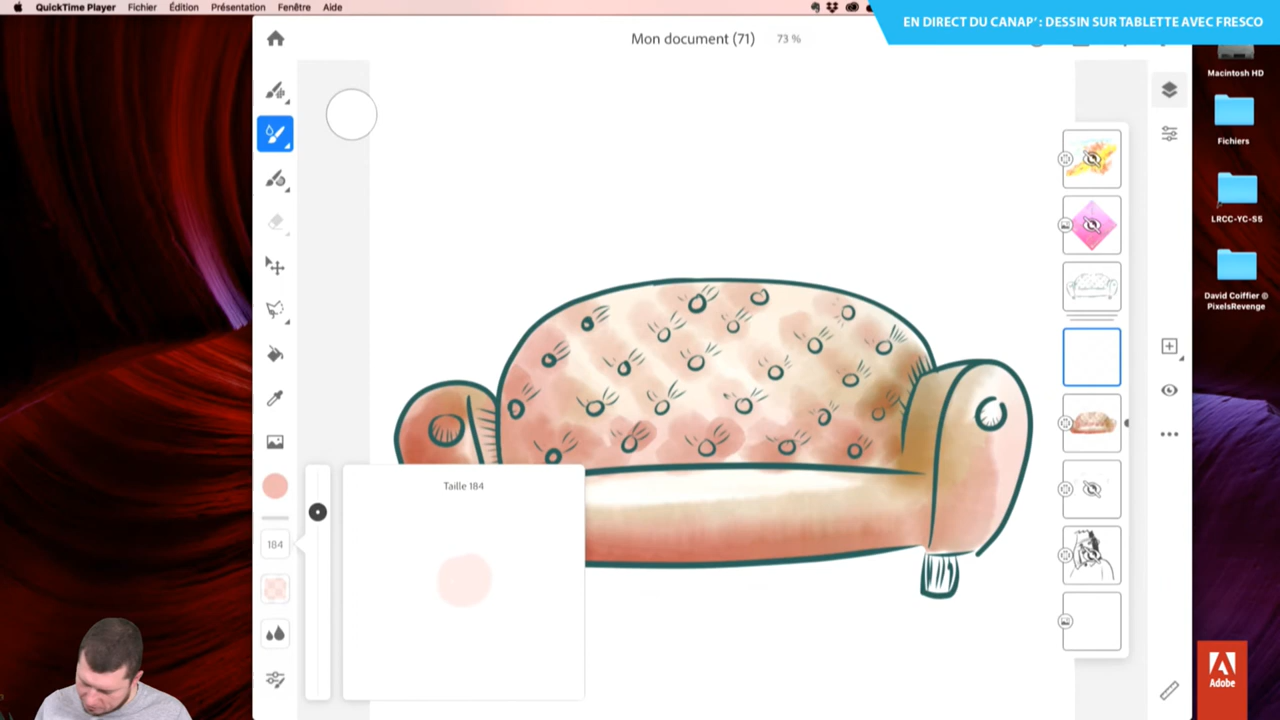 QuickTime Player Fichier Édition Présentation Fenêtre Aide
EN DIRECT DU CANAP' : DESSIN SUR TABLETTE AVEC FRESCO
Mon document (71) 73 %
Macintosh HD
Fichiers
LRCC-YC-S5
David Coiffier ©
PixelsRevenge
Taille 184
184
Adobe